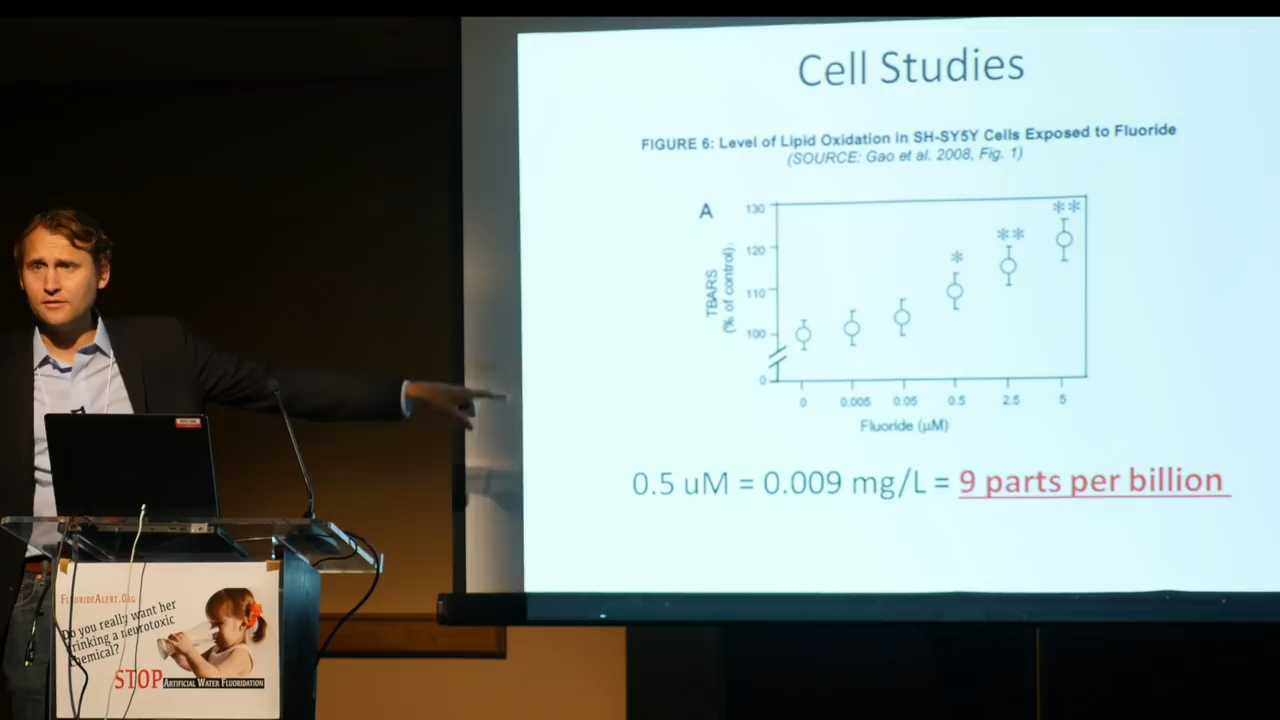 Cell Studies
FIGURE 6: Level of Lipid Oxidation in SH-SY5Y Cells Exposed to Fluoride
(SOURCE: Gao et al. 2008, Fig. 1)
A
130
120
110
100
0
TBARS
(% of control)
*
**
**
0 0.005 0.05 0.5 2.5 5
Fluoride (µM)
0.5 uM = 0.009 mg/L = 9 parts per billion
FLUORIDEALERT.ORG
Do you really want her
drinking a neurotoxic
chemical?
STOP ARTIFICIAL WATER FLUORIDATION